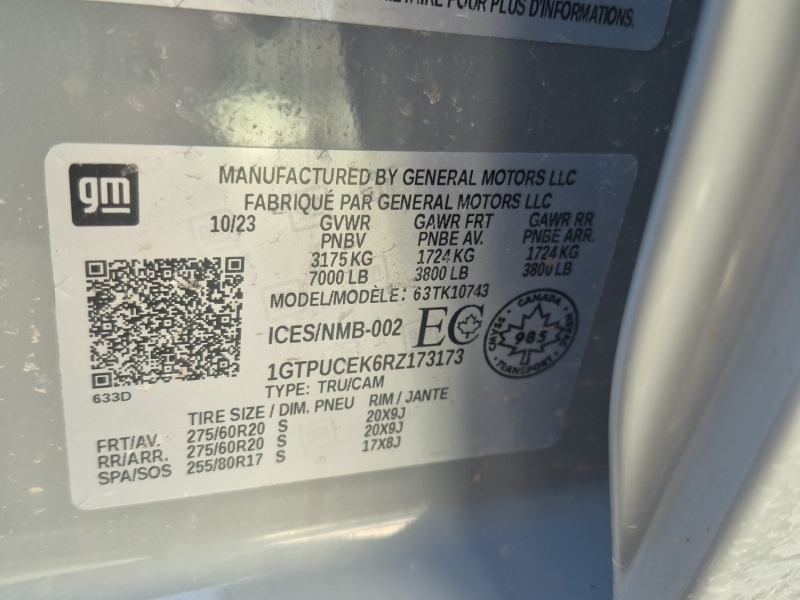 POUR PLUS D'INFORMATIONS.
gm
MANUFACTURED BY GENERAL MOTORS LLC
FABRIQUÉ PAR GENERAL MOTORS LLC
10/23 GVWR GAWR FRT GAWR RR
PNBV PNBE AV. PNBE ARR.
3175 KG 1724 KG 1724 KG
7000 LB 3800 LB 3800 LB
MODEL/MODÈLE: 63TK10743
ICES/NMB-002 EC CANADA 985 CMVSS NSVAC
1GTPUCEK6RZ173173
TYPE: TRU/CAM
633D
TIRE SIZE / DIM. PNEU RIM / JANTE
FRT/AV. 275/60R20 S 20X9J
RR/ARR. 275/60R20 S 20X9J
SPA/SOS 255/80R17 S 17X8J